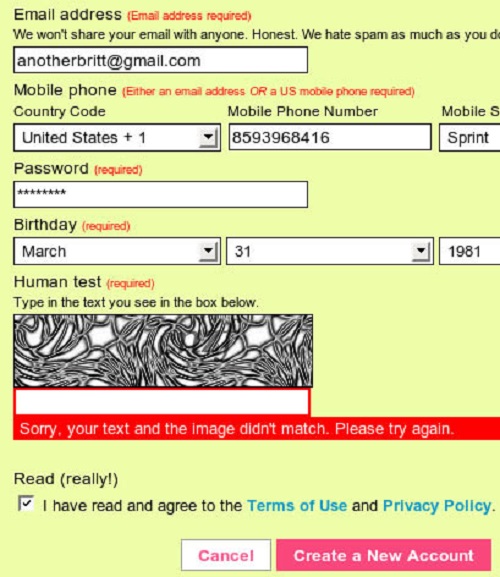 Email address (Email address required)
We won't share your email with anyone. Honest. We hate spam as much as you
anotherbritt@gmail.com
Mobile phone (Either an email address OR a US mobile phone required)
Country Code Mobile Phone Number Mobile S
United States + 1 8593968416 Sprint
Password (required)
********
Birthday (required)
March 31 1981
Human test (required)
Type in the text you see in the box below.
Sorry, your text and the image didn't match. Please try again.
Read (really!)
I have read and agree to the Terms of Use and Privacy Policy.
Cancel Create a New Account